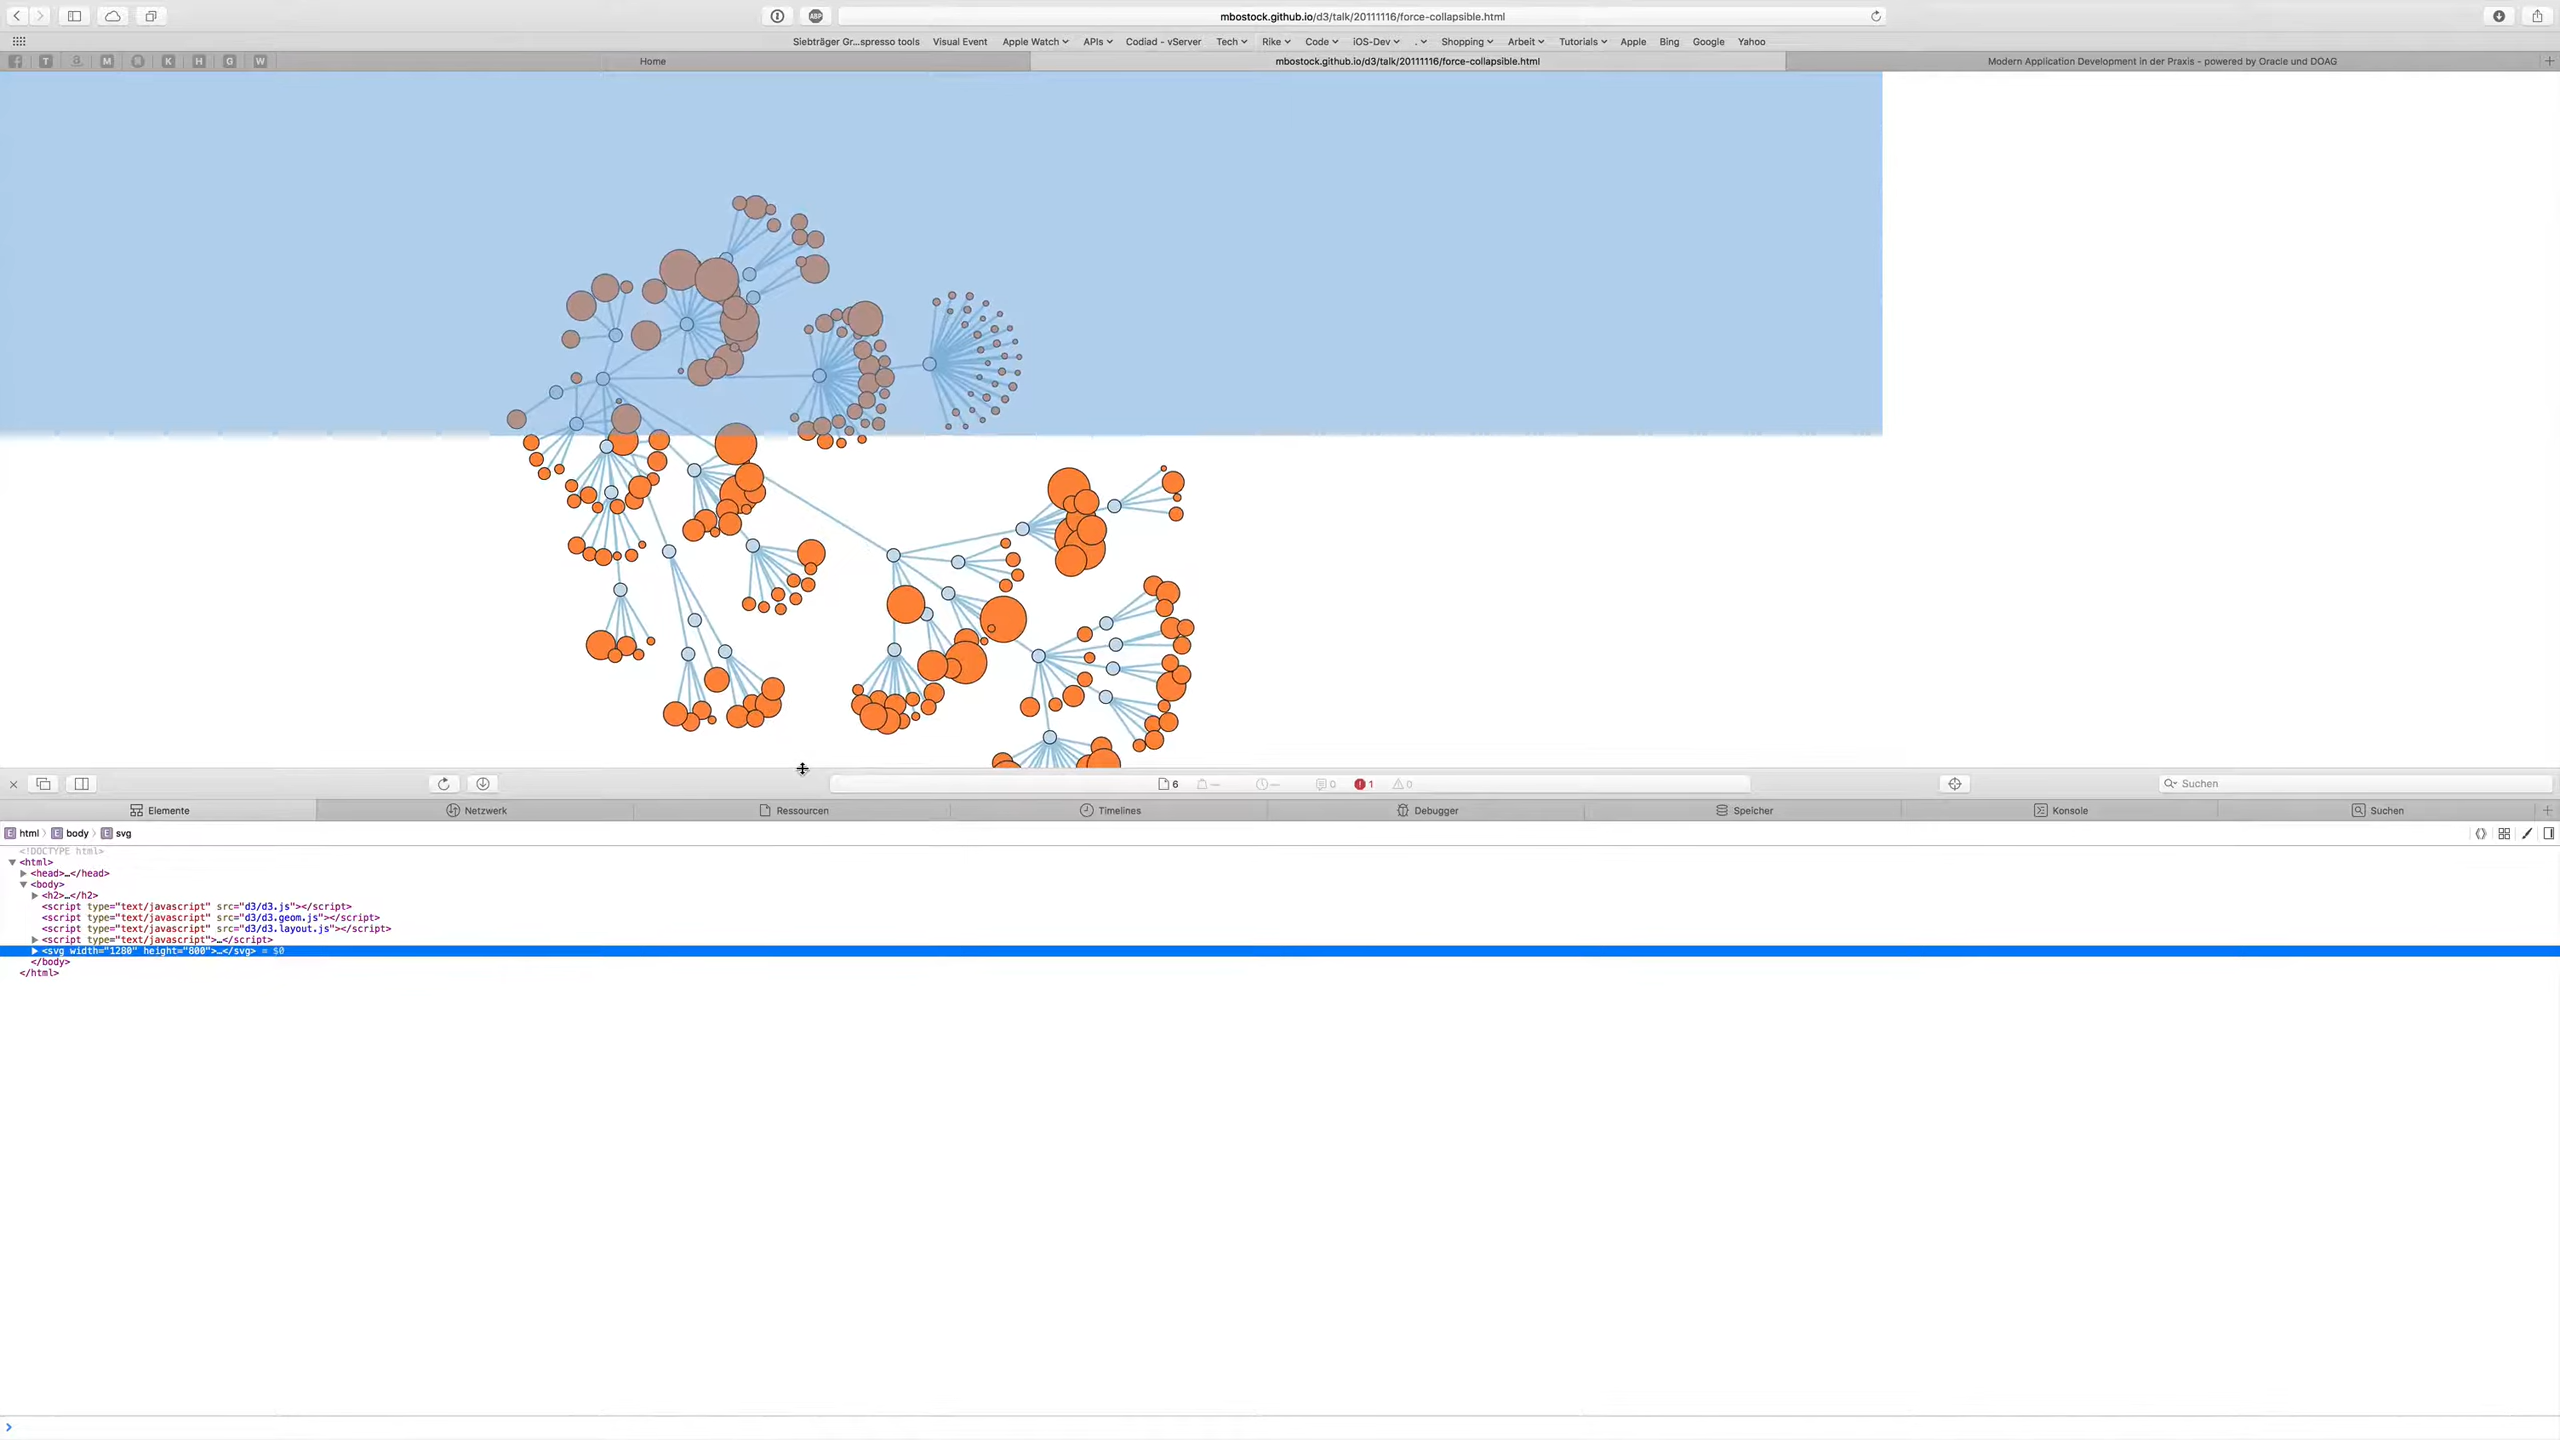 mbostock.github.io/d3/talk/20111116/force-collapsible.html
Siebträger Gr...spresso tools Visual Event Apple Watch APIs Codiad - vServer Tech Rike Code iOS-Dev . Shopping Arbeit Tutorials Apple Bing Google Yahoo
T a M K H G W Home mbostock.github.io/d3/talk/20111116/force-collapsible.html Modern Application Development in der Praxis - powered by Oracle und DOAG
6 — — 0 1 0 Suchen
Elemente Netzwerk Ressourcen Timelines Debugger Speicher Konsole Suchen
E html E body E svg
<!DOCTYPE html>
<html>
<head>…</head>
<body>
<h2>…</h2>
<script type="text/javascript" src="d3/d3.js"></script>
<script type="text/javascript" src="d3/d3.geom.js"></script>
<script type="text/javascript" src="d3/d3.layout.js"></script>
<script type="text/javascript">…</script>
<svg width="1280" height="800">…</svg> = $0
</body>
</html>